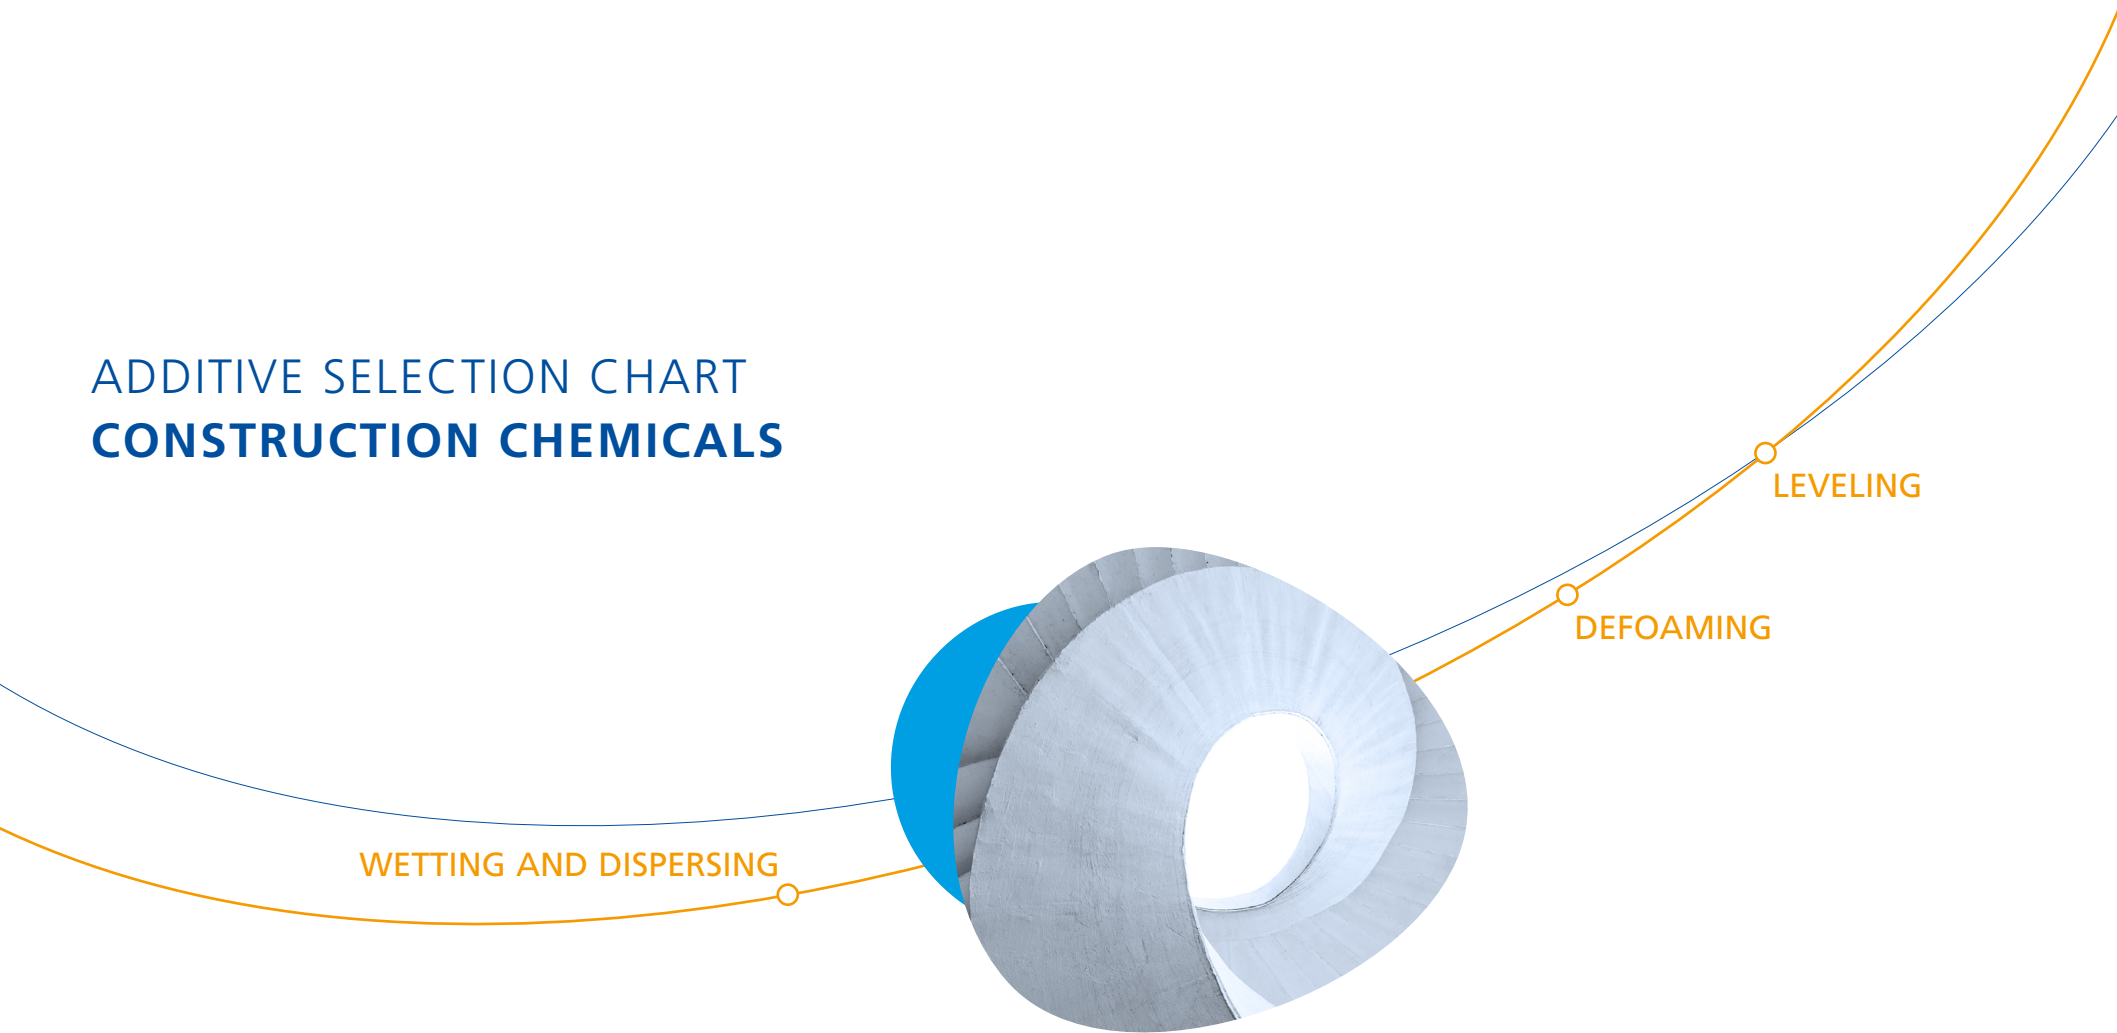 ADDITIVE SELECTION CHART
CONSTRUCTION CHEMICALS
LEVELING
DEFOAMING
WETTING AND DISPERSING